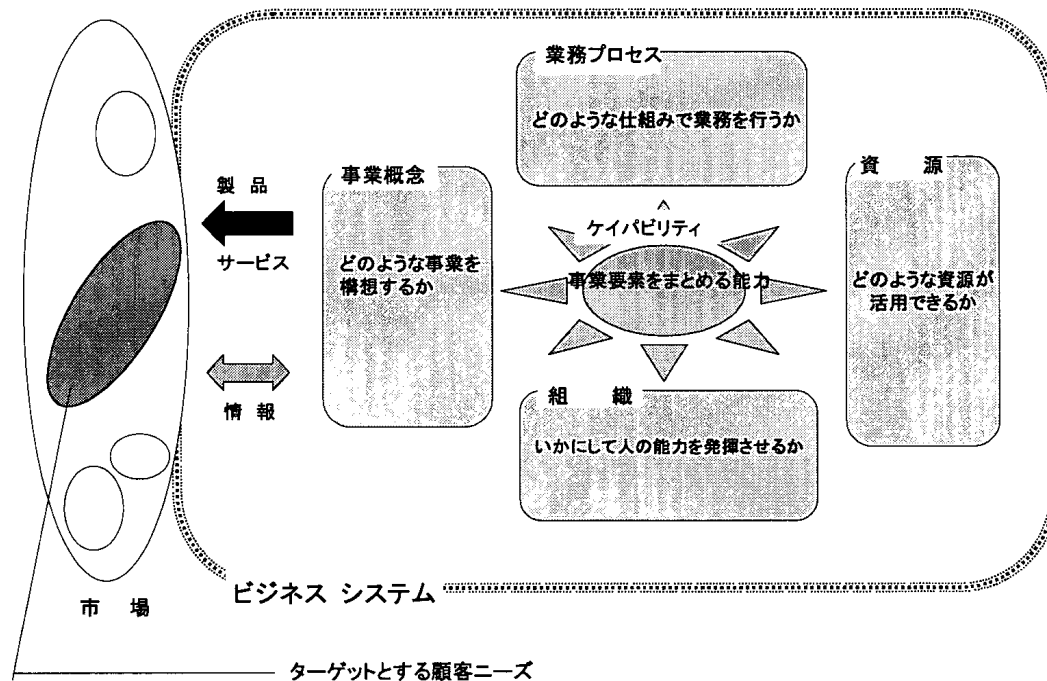 業務プロセス
どのような仕組みで業務を行うか
製品
サービス
情報
事業概念
どのような事業を
構想するか
ケイパビリティ
事業要素をまとめる能力
資源
どのような資源が
活用できるか
組織
いかにして人の能力を発揮させるか
ビジネス システム
市場
ターゲットとする顧客ニーズ